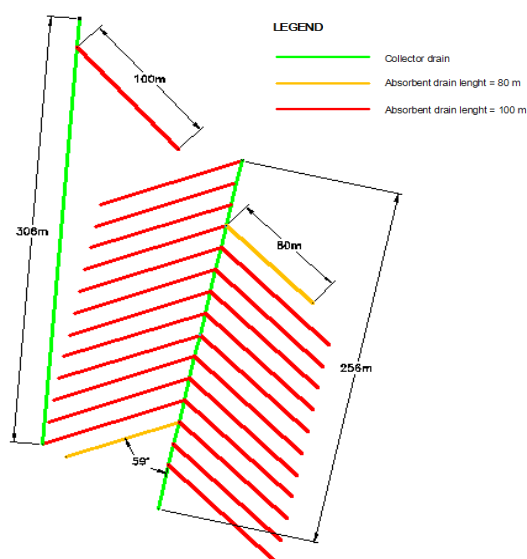 LEGEND
Collector drain
Absorbent drain lenght = 80 m
Absorbent drain lenght = 100 m
100m
306m
80m
256m
59°